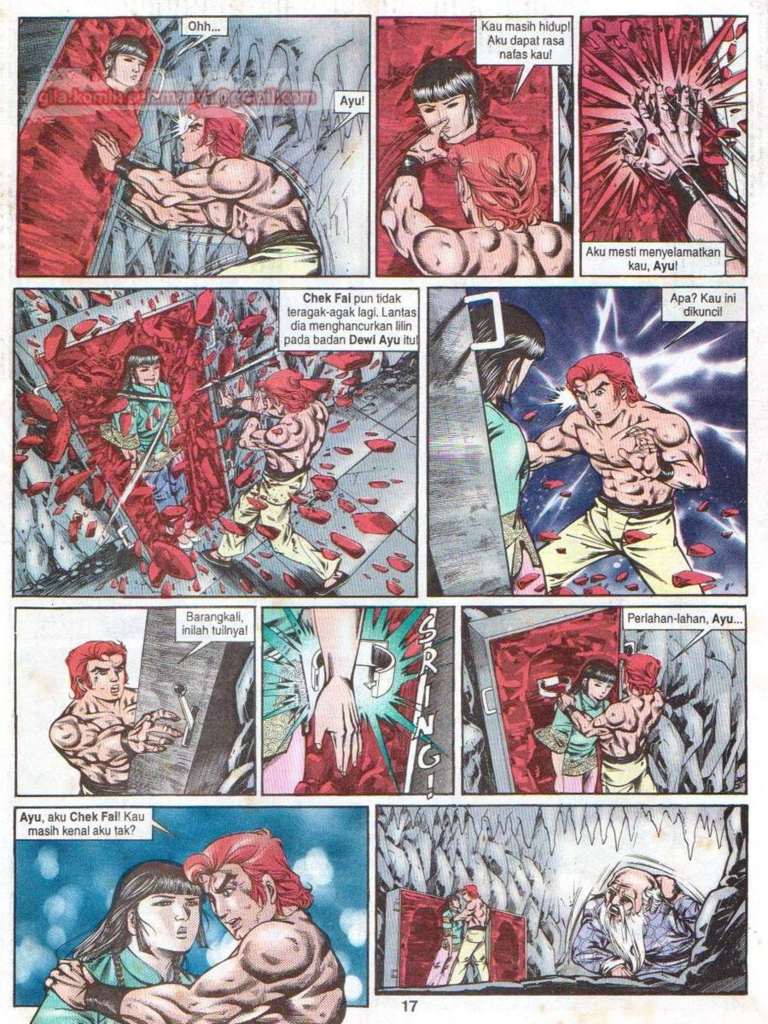 Ohh...
Ayu!
Kau masih hidup!
Aku dapat rasa
nafas kau!
Aku mesti menyelamatkan
kau, Ayu!
Chek Fai pun tidak
teragak-agak lagi. Lantas
dia menghancurkan lilin
pada badan Dewi Ayu itu!
Apa? Kau ini
dikunci!
Barangkali,
inilah tuilnya!
SRING!
Perlahan-lahan, Ayu...
Ayu, aku Chek Fai! Kau
masih kenal aku tak?
17